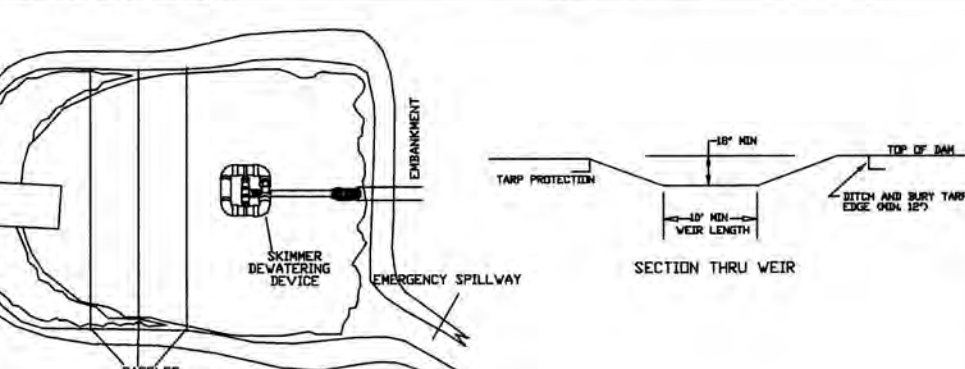 EMBANKMENT
SKIMMER
DEWATERING
DEVICE
EMERGENCY SPILLWAY
18" MIN
TOP OF DAM
TARP PROTECTION
DITCH AND BURY TARP
EDGE (MIN. 12")
10' MIN
WEIR LENGTH
SECTION THRU WEIR